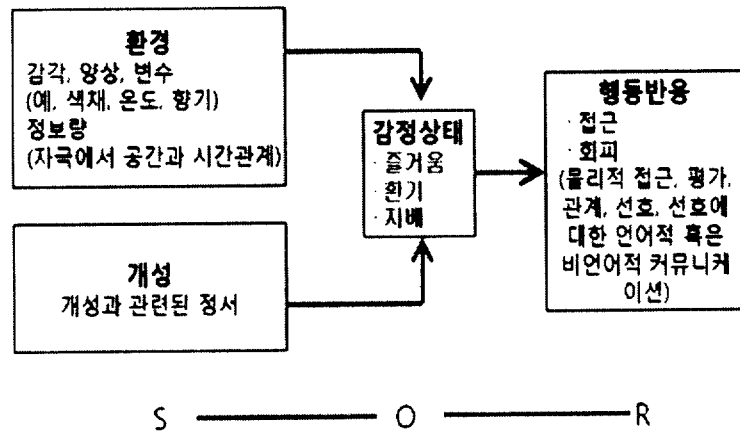 환경
감각, 양상, 변수
(예, 색채, 온도, 향기)
정보량
(자극에서 공간과 시간관계)
개성
개성과 관련된 정서
감정상태
· 즐거움
· 환기
· 지배
행동반응
· 접근
· 회피
(물리적 접근, 평가,
관계, 선호, 선호에
대한 언어적 혹은
비언어적 커뮤니케
이션)
S O R